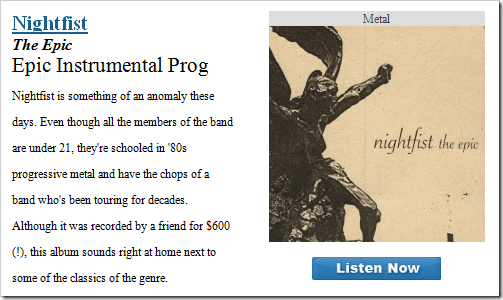 Nightfist
The Epic
Epic Instrumental Prog
Nightfist is something of an anomaly these
days. Even though all the members of the band
are under 21, they're schooled in '80s
progressive metal and have the chops of a
band who's been touring for decades.
Although it was recorded by a friend for $600
(!), this album sounds right at home next to
some of the classics of the genre.
Metal
nightfist the epic
Listen Now